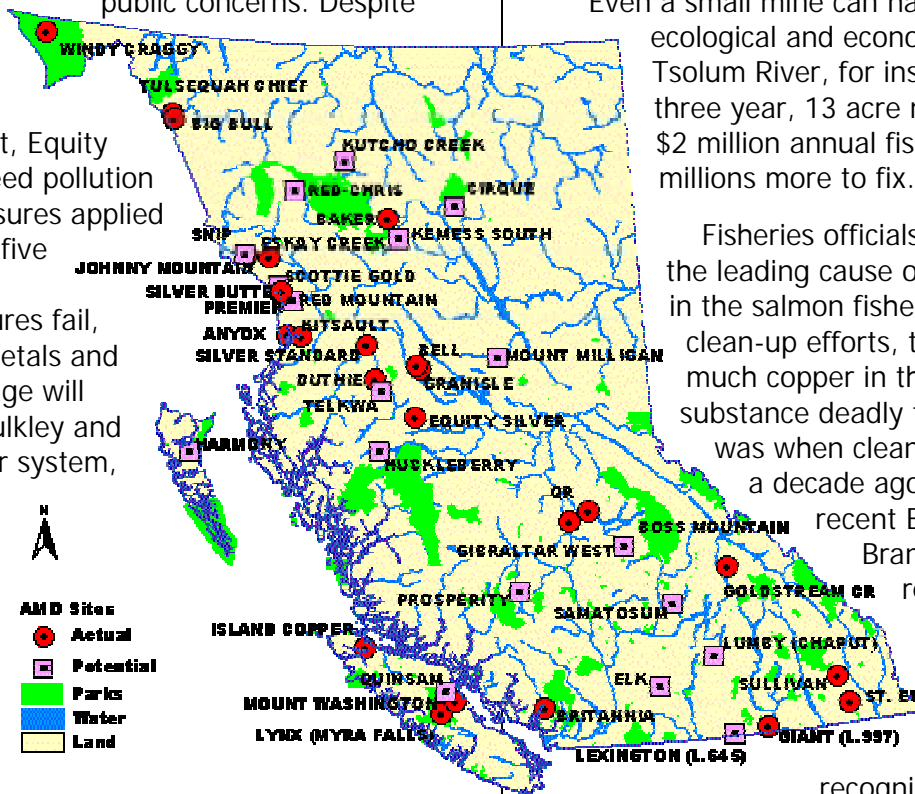 public concerns. Despite
t, Equity
eed pollution
sures applied
five
ures fail,
etals and
ge will
ulkley and
r system,
Even a small mine can ha
ecological and econo
Tsolum River, for ins
three year, 13 acre m
$2 million annual fis
millions more to fix.
Fisheries officials
the leading cause o
in the salmon fishe
clean-up efforts, t
much copper in th
substance deadly t
was when clean
a decade ago
recent E
Bran
re
recogni
WINDY CRAGGY
TULSEQUAH CHIEF
BIG BULL
KUTCHO CREEK
RED-CHRIS
CIRQUE
BAKER
KEMESS SOUTH
SNIP
ESKAY CREEK
JOHNNY MOUNTAIN
SCOTTIE GOLD
SILVER BUTTE
RED MOUNTAIN
PREMIER
ANYOX
KITSAULT
SILVER STANDARD
BELL
MOUNT MILLIGAN
DUTHIE
GRANISLE
TELKWA
EQUITY SILVER
HARMONY
HUCKLEBERRY
QR
BOSS MOUNTAIN
GIBRALTAR WEST
GOLDSTREAM CR
PROSPERITY
SAMATOSUM
ISLAND COPPER
LUMBY (CHAPUT)
QUINSAM
ELK
SULLIVAN
ST. E
MOUNT WASHINGTON
BRITANNIA
LYNX (MYRA FALLS)
GIANT (L.997)
LEXINGTON (L.645)
N
AMD Sites
Actual
Potential
Parks
Water
Land